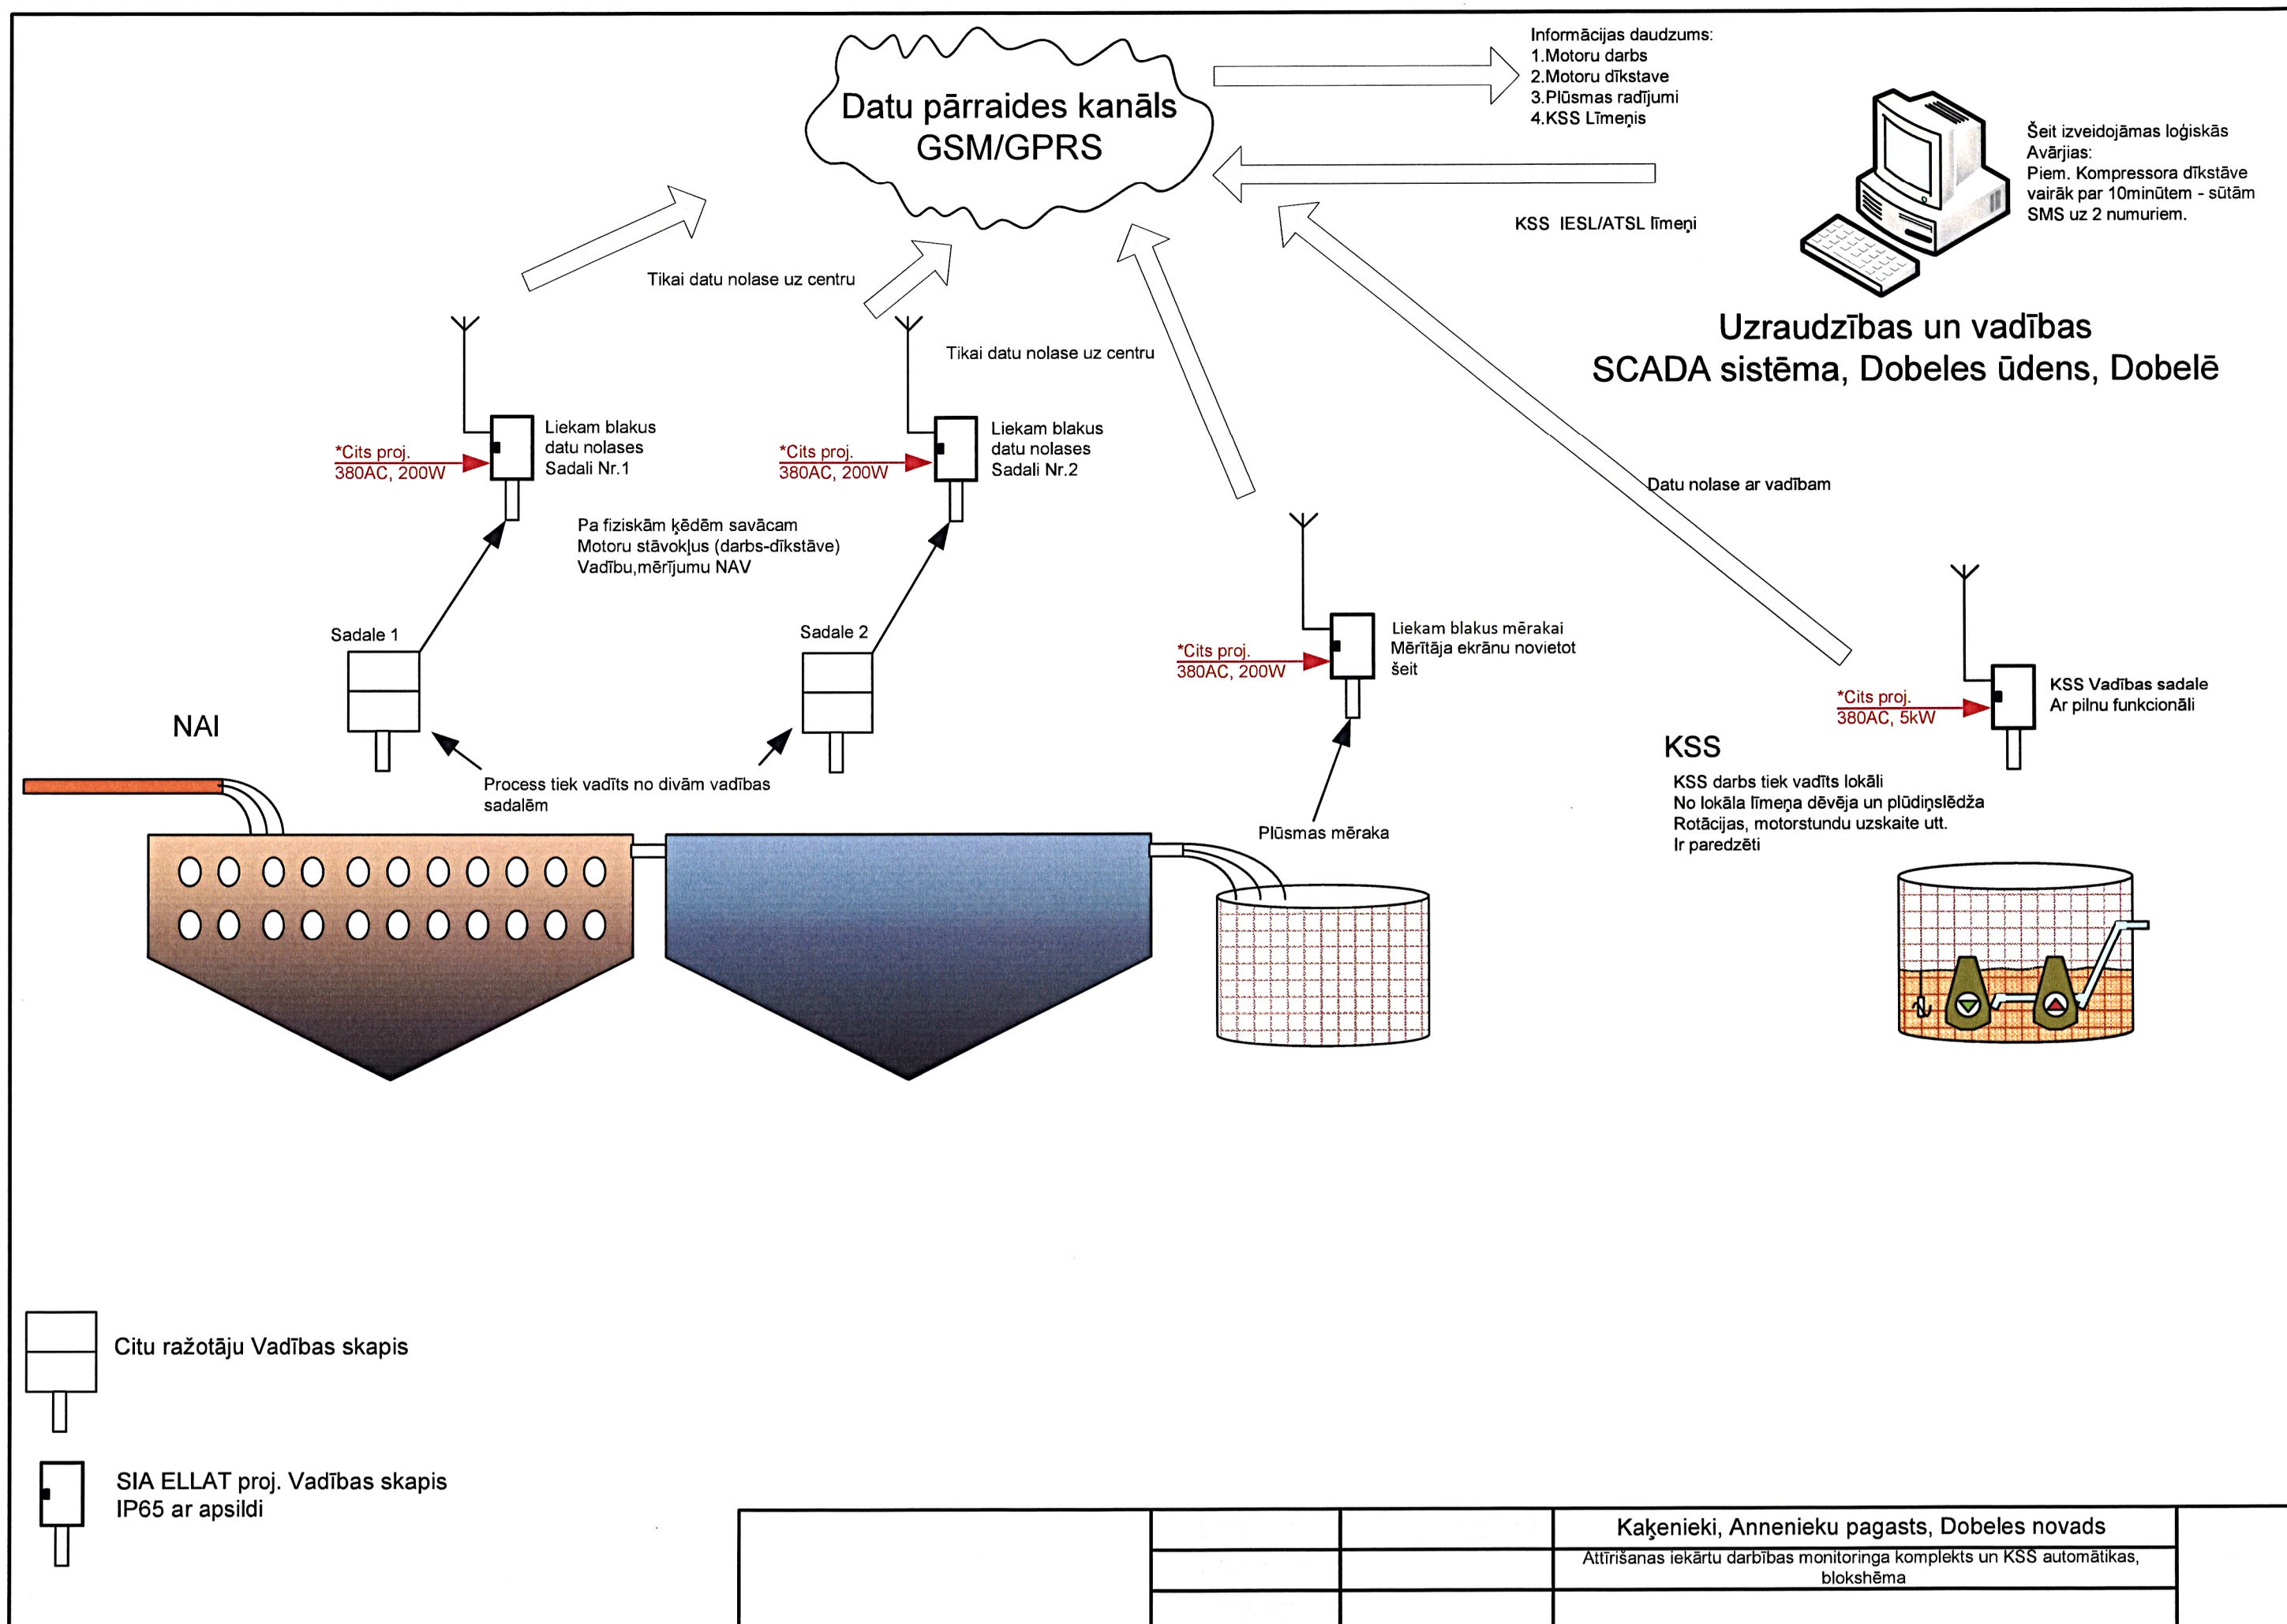 Datu pārraides kanāls
GSM/GPRS
Informācijas daudzums:
1.Motoru darbs
2.Motoru dīkstave
3.Plūsmas radījumi
4.KSS Līmeņis
Šeit izveidojāmas loģiskās
Avārjias:
Piem. Kompressora dīkstāve
vairāk par 10minūtem - sūtām
SMS uz 2 numuriem.
KSS IESL/ATSL līmeņi
Uzraudzības un vadības
SCADA sistēma, Dobeles ūdens, Dobelē
Tikai datu nolase uz centru
Tikai datu nolase uz centru
Datu nolase ar vadībam
*Cits proj.
380AC, 200W
Liekam blakus
datu nolases
Sadali Nr.1
*Cits proj.
380AC, 200W
Liekam blakus
datu nolases
Sadali Nr.2
Pa fiziskām ķēdēm savācam
Motoru stāvokļus (darbs-dīkstāve)
Vadību,mērījumu NAV
Sadale 1
Sadale 2
*Cits proj.
380AC, 200W
Liekam blakus mērakai
Mērītāja ekrānu novietot
šeit
*Cits proj.
380AC, 5kW
KSS Vadības sadale
Ar pilnu funkcionāli
NAI
Process tiek vadīts no divām vadības
sadalēm
Plūsmas mēraka
KSS
KSS darbs tiek vadīts lokāli
No lokāla līmeņa dēvēja un plūdiņslēdža
Rotācijas, motorstundu uzskaite utt.
Ir paredzēti
Citu ražotāju Vadības skapis
SIA ELLAT proj. Vadības skapis
IP65 ar apsildi
Kaķenieki, Annenieku pagasts, Dobeles novads
Attīrišanas iekārtu darbības monitoringa komplekts un KSS automātikas,
blokshēma